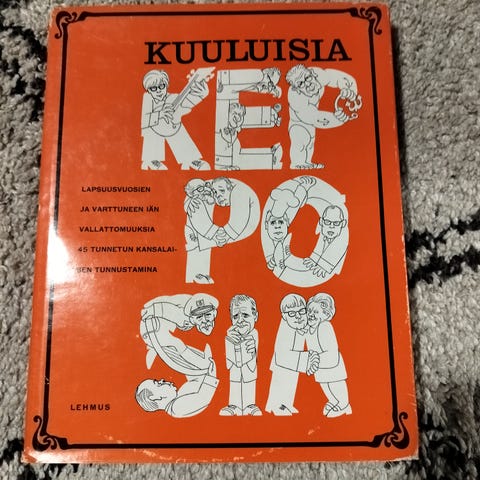 KUULUISIA
KEP
PO
SIA
LAPSUUSVUOSIEN
JA VARTTUNEEN IÄN
VALLATTOMUUKSIA
45 TUNNETUN KANSALAI-
SEN TUNNUSTAMINA
LEHMUS